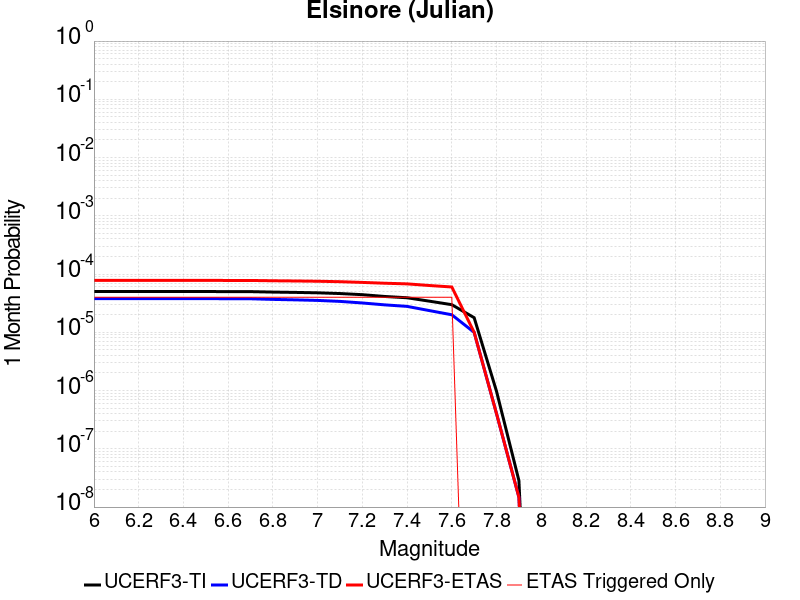 Elsinore (Julian)
10^0
10^-1
10^-2
10^-3
10^-4
10^-5
10^-6
10^-7
10^-8
1 Month Probability
6 6.2 6.4 6.6 6.8 7 7.2 7.4 7.6 7.8 8 8.2 8.4 8.6 8.8 9
Magnitude
UCERF3-TI UCERF3-TD UCERF3-ETAS ETAS Triggered Only